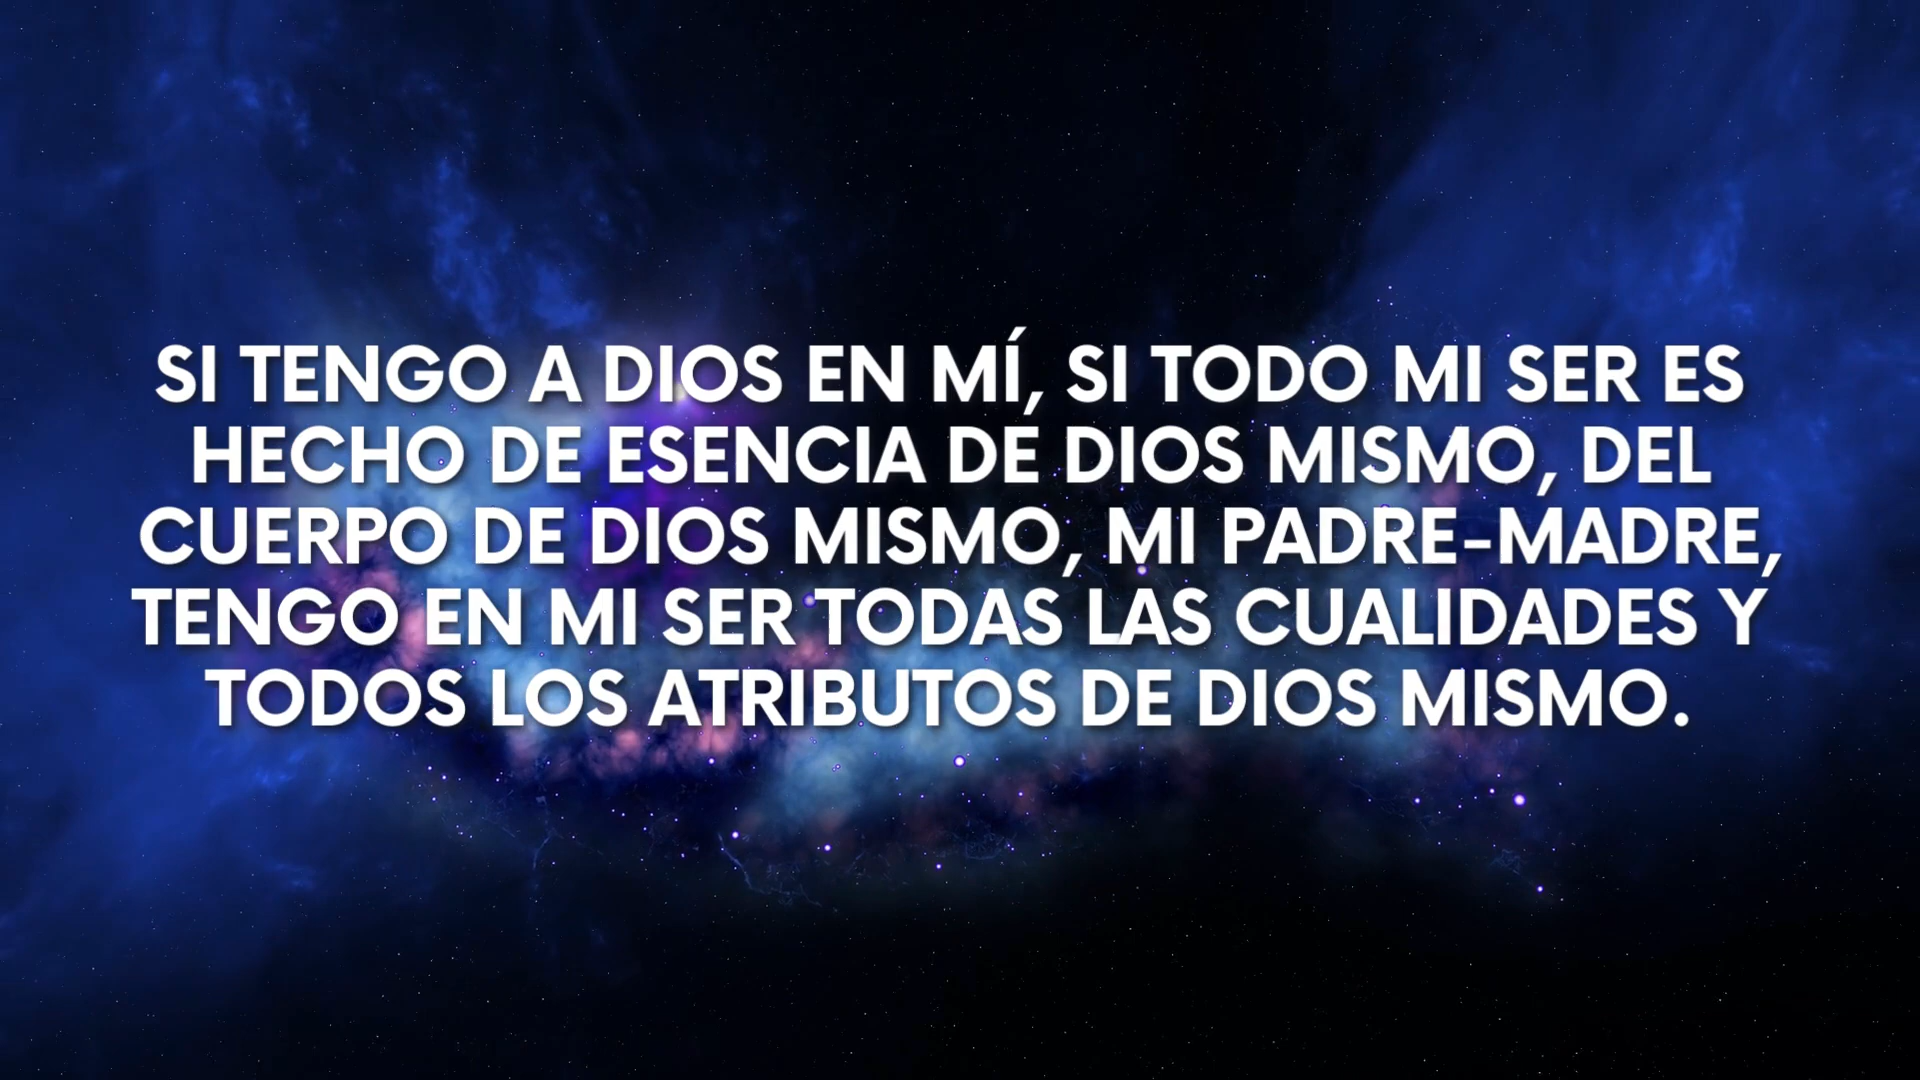 SI TENGO A DIOS EN MÍ, SI TODO MI SER ES
HECHO DE ESENCIA DE DIOS MISMO, DEL
CUERPO DE DIOS MISMO, MI PADRE-MADRE,
TENGO EN MI SER TODAS LAS CUALIDADES Y
TODOS LOS ATRIBUTOS DE DIOS MISMO.